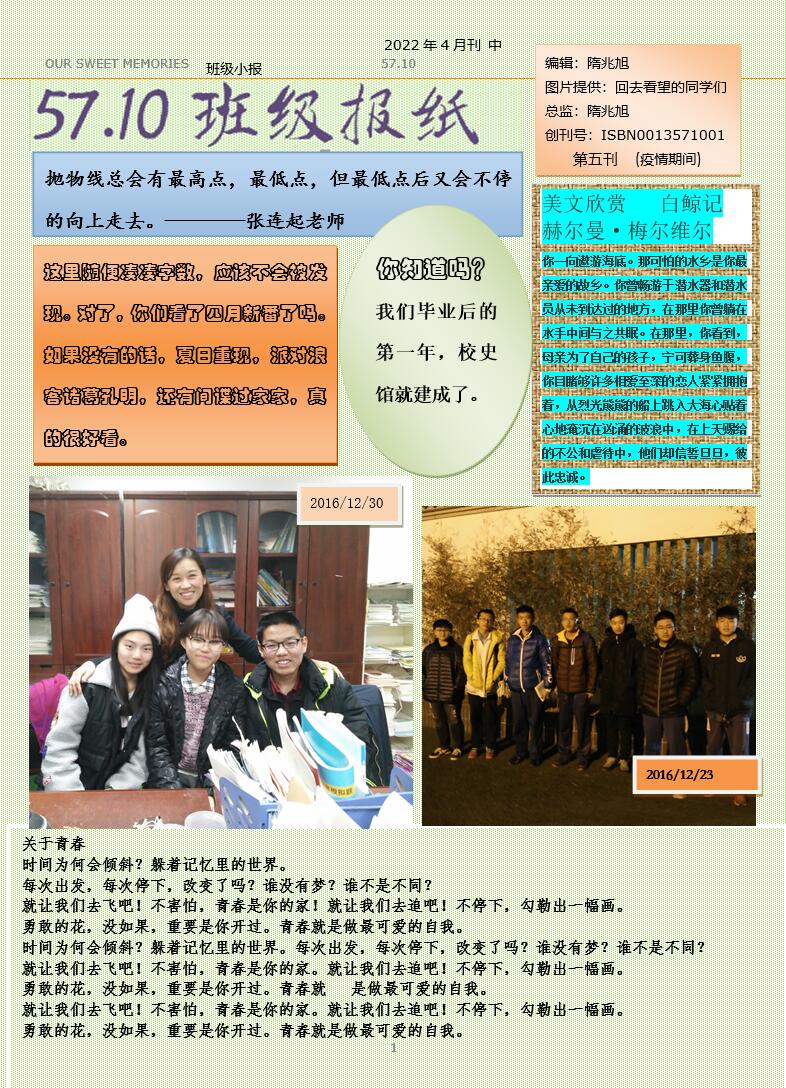 2022 年 4 月刊 中
OUR SWEET MEMORIES 班级小报 57.10
57.10 班级报纸
编辑：隋兆旭
图片提供：回去看望的同学们
总监：隋兆旭
创刊号：ISBN0013571001
第五刊 (疫情期间)
抛物线总会有最高点，最低点，但最低点后又会不停
的向上走去。————张连起老师
美文欣赏 白鲸记
赫尔曼·梅尔维尔
你一向遨游海底。那可怕的水乡是你最
亲爱的故乡。你曾畅游于潜水器和潜水
员从未到达过的地方，在那里你曾躺在
水手中间与之共眠。在那里，你看到，
母亲为了自己的孩子，宁可葬身鱼腹，
你目睹够许多相爱至深的恋人紧紧拥抱
着，从烈光熊熊的船上跳入大海心贴着
心地淹沉在汹涌的波浪中，在上天赐给
的不公和虐待中，他们却信誓旦旦，彼
此忠诚。
这里随便凑凑字数，应该不会被发
现。对了，你们看了四月新番了吗。
如果没有的话，夏日重现，派对浪
客诸葛孔明，还有间谍过家家，真
的很好看。
你知道吗？
我们毕业后的
第一年，校史
馆就建成了。
2016/12/30
2016/12/23
关于青春
时间为何会倾斜？躲着记忆里的世界。
每次出发，每次停下，改变了吗？谁没有梦？谁不是不同？
就让我们去飞吧！不害怕，青春是你的家！就让我们去追吧！不停下，勾勒出一幅画。
勇敢的花，没如果，重要是你开过。青春就是做最可爱的自我。
时间为何会倾斜？躲着记忆里的世界。每次出发，每次停下，改变了吗？谁没有梦？谁不是不同？
就让我们去飞吧！不害怕，青春是你的家。就让我们去追吧！不停下，勾勒出一幅画。
勇敢的花，没如果，重要是你开过。青春就 是做最可爱的自我。
就让我们去飞吧！不害怕，青春是你的家。就让我们去追吧！不停下，勾勒出一幅画。
勇敢的花，没如果，重要是你开过。青春就是做最可爱的自我。
1